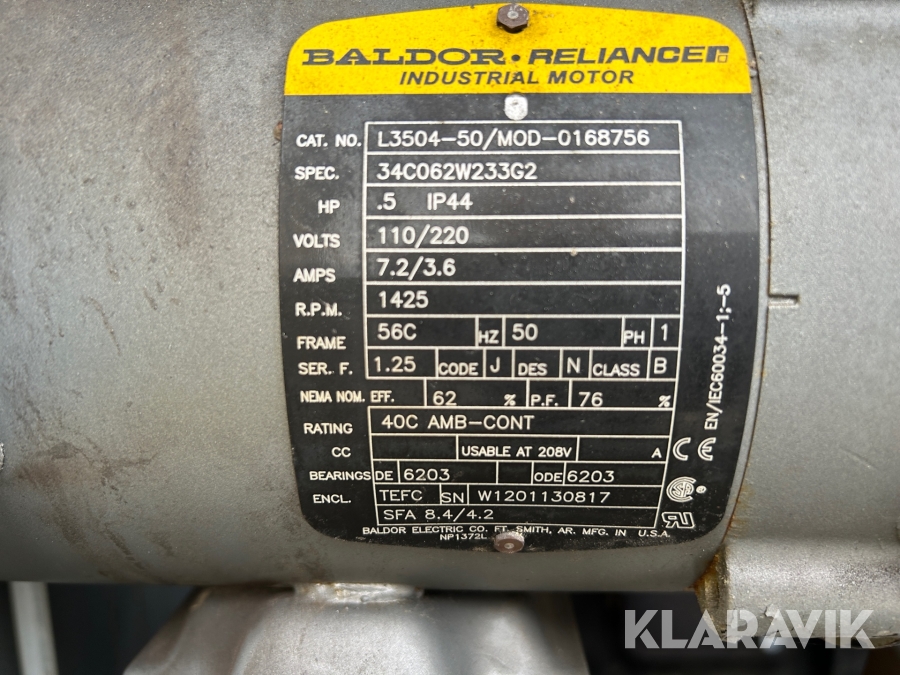 BALDOR • RELIANCE
INDUSTRIAL MOTOR
CAT. NO. L3504-50/MOD-0168756
SPEC. 34C062W233G2
HP .5 IP44
VOLTS 110/220
AMPS 7.2/3.6
R.P.M. 1425
FRAME 56C HZ 50 PH 1
SER. F. 1.25 CODE J DES N CLASS B
NEMA NOM. EFF. 62 % P.F. 76 %
RATING 40C AMB-CONT
CC USABLE AT 208V A
BEARINGS DE 6203 ODE 6203
ENCL. TEFC SN W1201130817
SFA 8.4/4.2
BALDOR ELECTRIC CO. FT. SMITH, AR. MFG. IN U.S.A.
NP1372L
EN/IEC60034-1;-5
CE
KLARAVIK